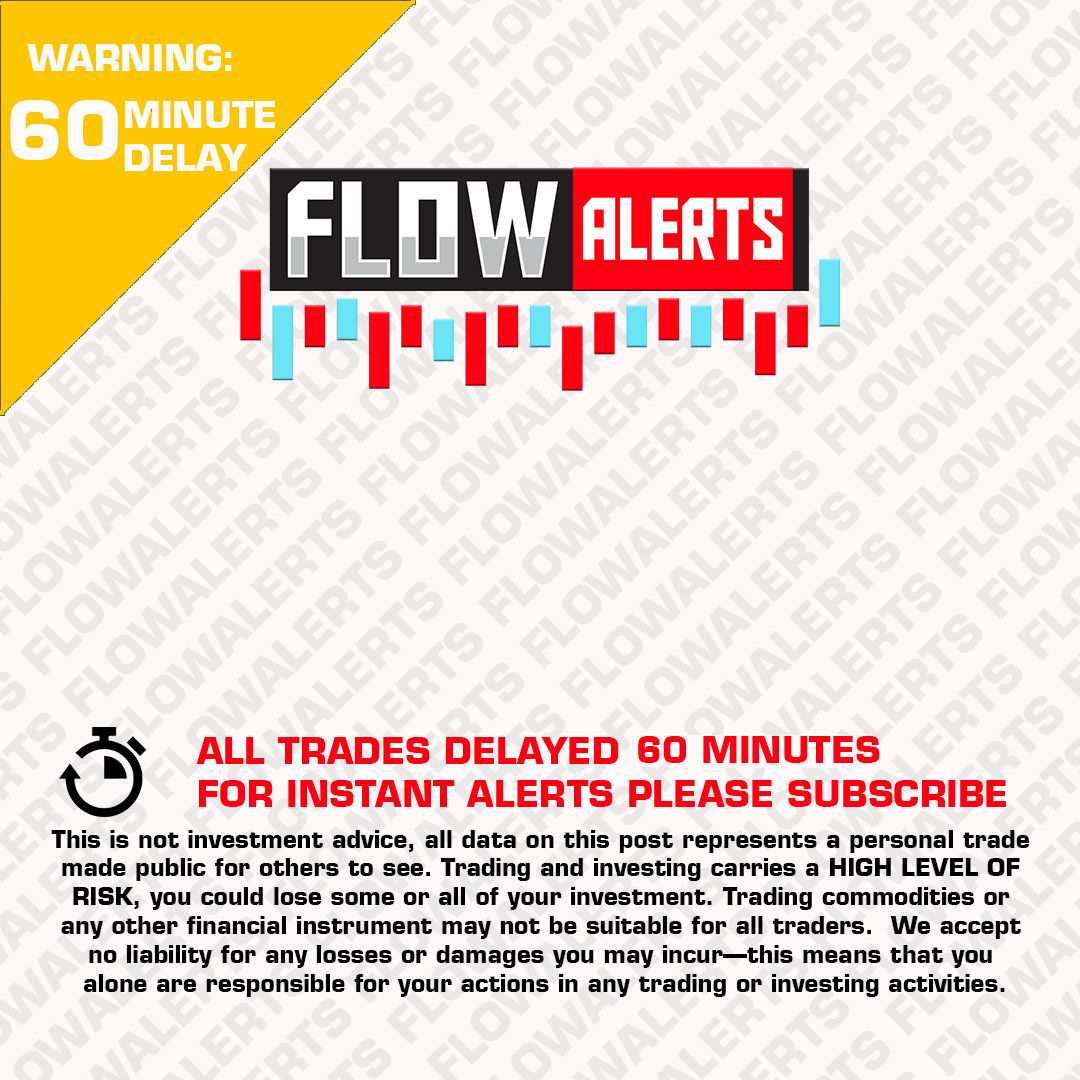 WARNING:
60 MINUTE
DELAY
FLOW ALERTS
ALL TRADES DELAYED 60 MINUTES
FOR INSTANT ALERTS PLEASE SUBSCRIBE
This is not investment advice, all data on this post represents a personal trade
made public for others to see. Trading and investing carries a HIGH LEVEL OF
RISK, you could lose some or all of your investment. Trading commodities or
any other financial instrument may not be suitable for all traders.  We accept
no liability for any losses or damages you may incur—this means that you
alone are responsible for your actions in any trading or investing activities.
FLOWALERTS